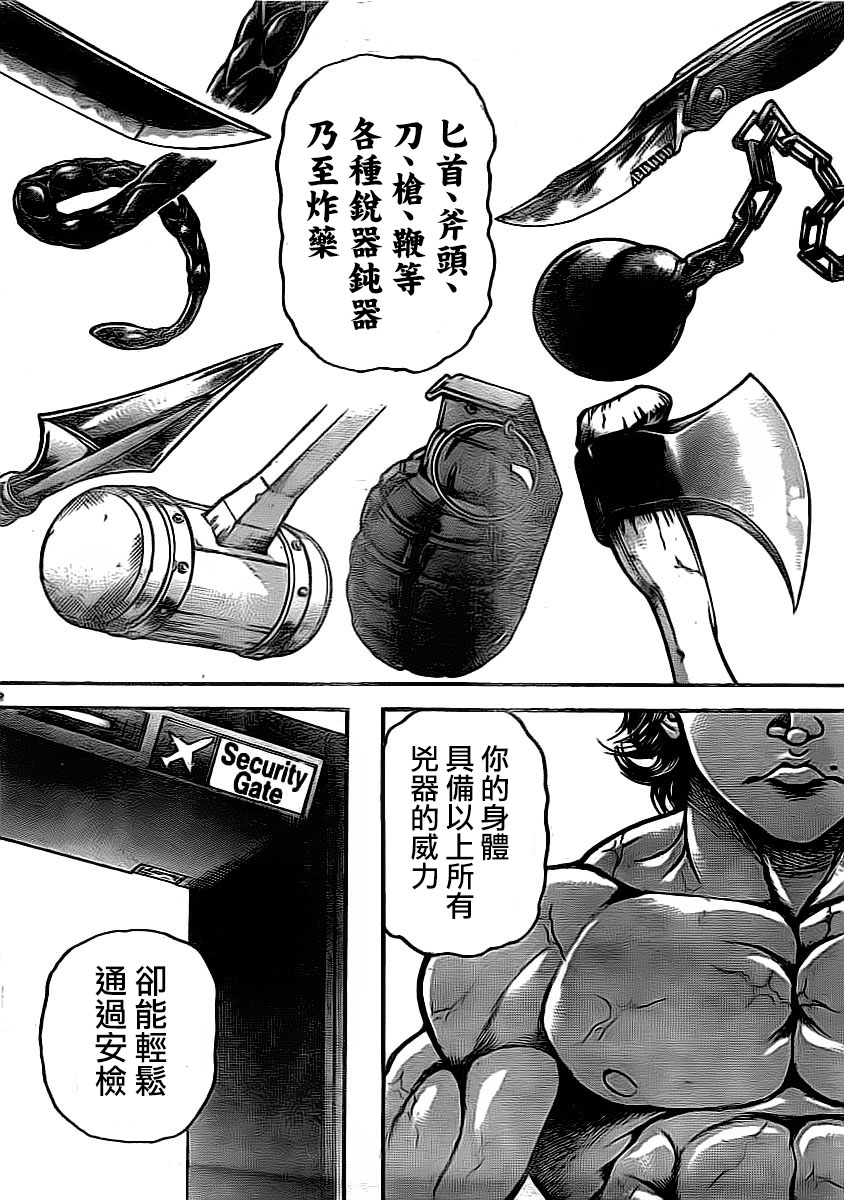 匕首、斧頭、
刀、槍、鞭等
各種銳器鈍器
乃至炸藥
你的身體
具備以上所有
兇器的威力
Security
Gate
卻能輕鬆
通過安檢